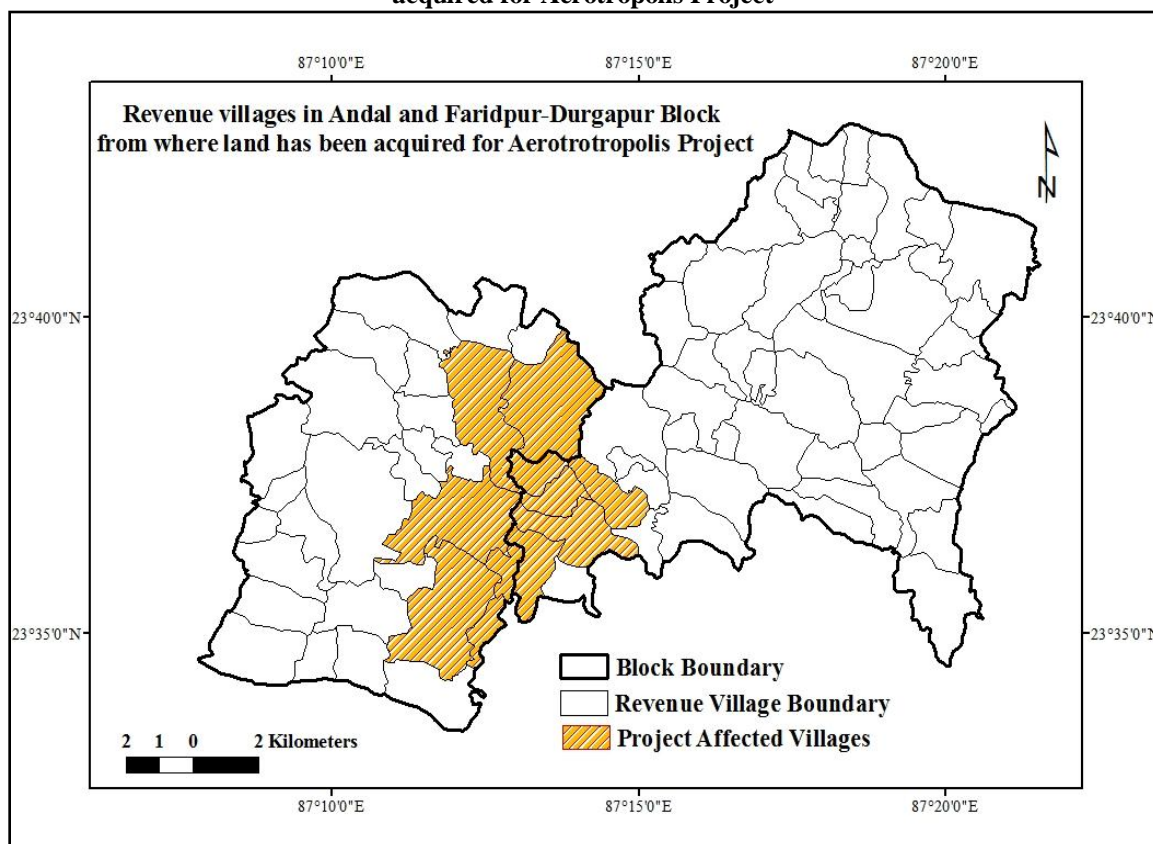 acquired for Aerotropolis Project
87°10'0"E 87°15'0"E 87°20'0"E
Revenue villages in Andal and Faridpur-Durgapur Block
from where land has been acquired for Aerotrotropolis Project
N
23°40'0"N 23°40'0"N
23°35'0"N 23°35'0"N
Block Boundary
Revenue Village Boundary
Project Affected Villages
2 1 0 2 Kilometers
87°10'0"E 87°15'0"E 87°20'0"E